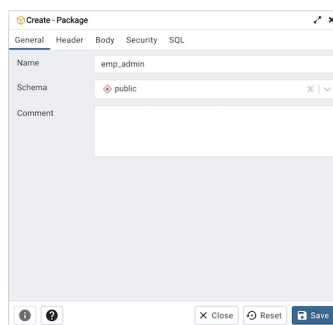 Create - Package
General Header Body Security SQL
Name
emp_admin
Schema
public
Comment
Close
Reset
Save